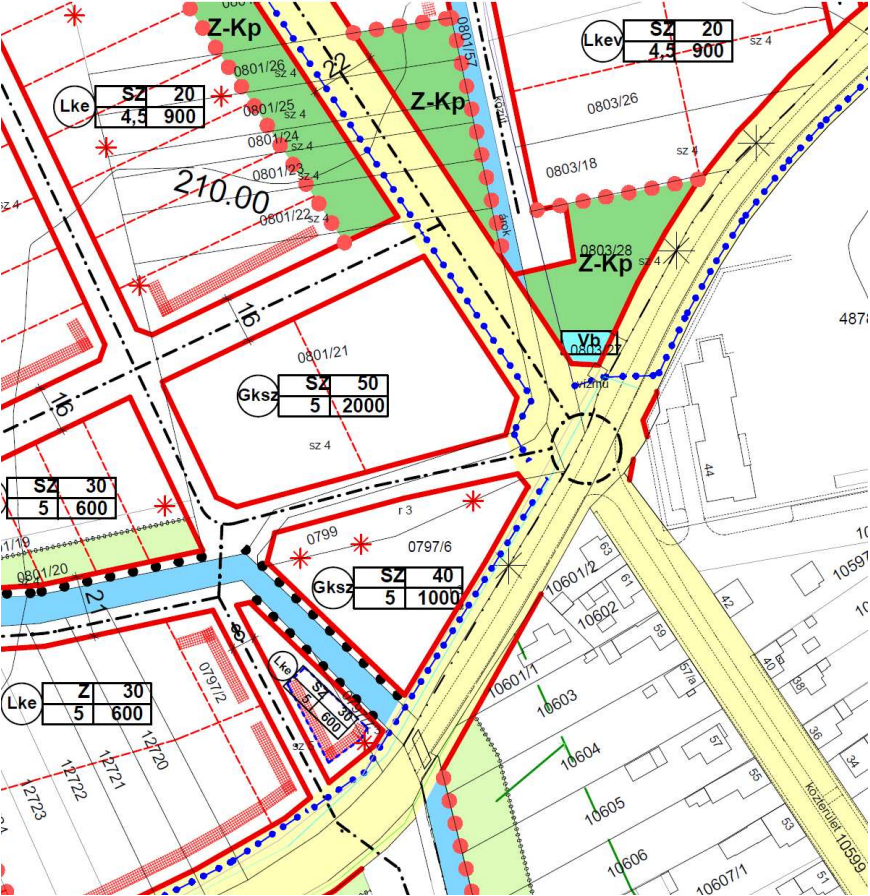 Z-Kp
0801/57
Lkev
SZ 20
4,5 900
sz 4
22
0801/26
sz 4
Lke
SZ 20
4,5 900
0801/25
sz 4
Z-Kp
0803/26
közút
0801/24
sz 4
sz 4
0801/23
sz 4
0803/18
210.00
sz 4
0801/22
sz 4
árok
0803/28
Z-Kp
sz 4
16
4878
Vb
0803/27
0801/21
vízmű
Gksz
SZ 50
5 2000
16
sz 4
44
SZ 30
5 600
r 3
0799
0797/6
63
10597
0801/20
Gksz
SZ 40
5 1000
10601/2
61
21
10602
42
59
8
40
Lke
SZ 30
5 600
0797/2
57/a
38
10601/1
Lke
Z 30
5 600
10603
36
57
10604
34
12720
12721
12722
12723
55
közterület 10599
10605
53
10606
51
10607/1